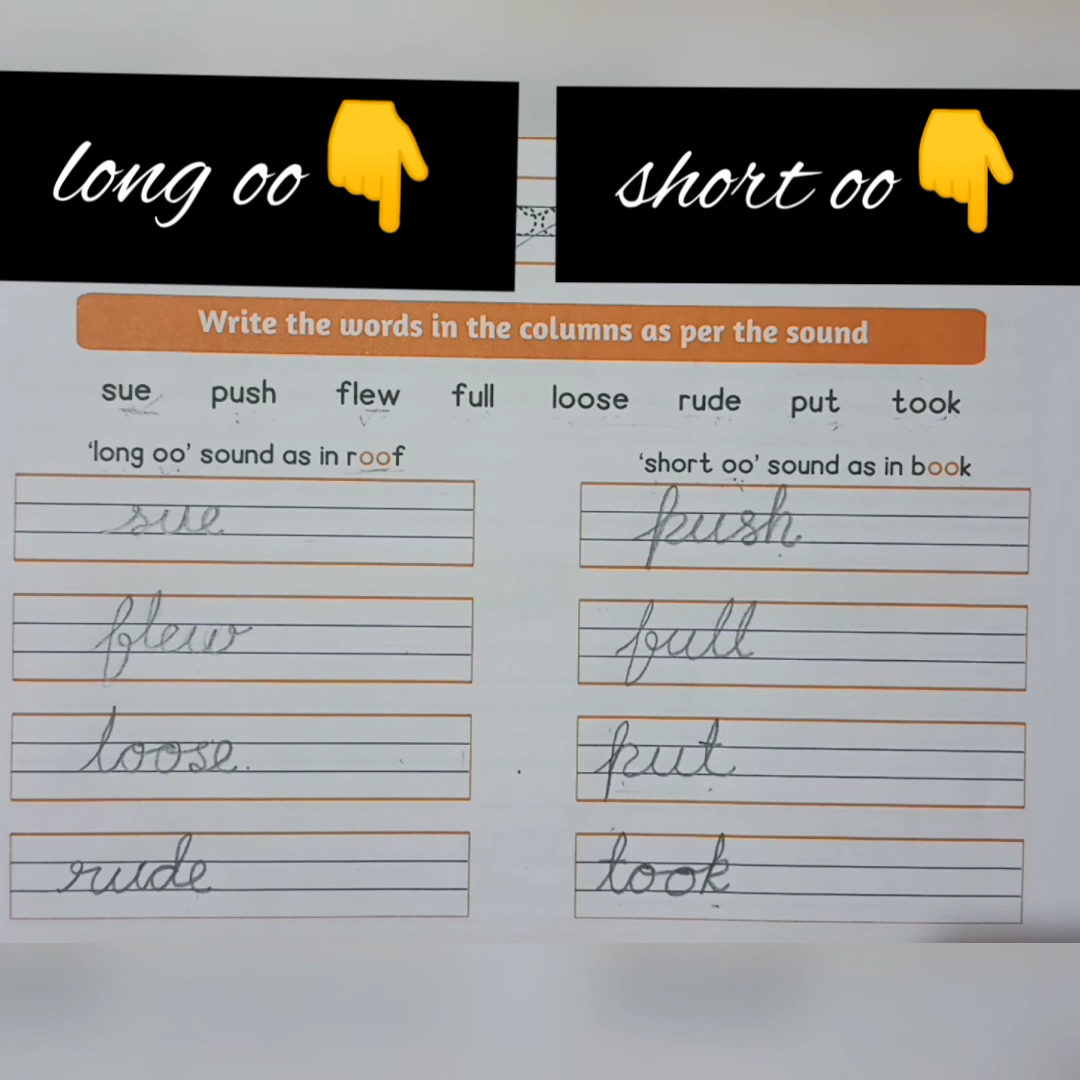 long oo
short oo
Write the words in the columns as per the sound
sue push flew full loose rude put took
‘long oo’ sound as in roof
‘short oo’ sound as in book
sue
push
flew
full
loose.
put
rude
took